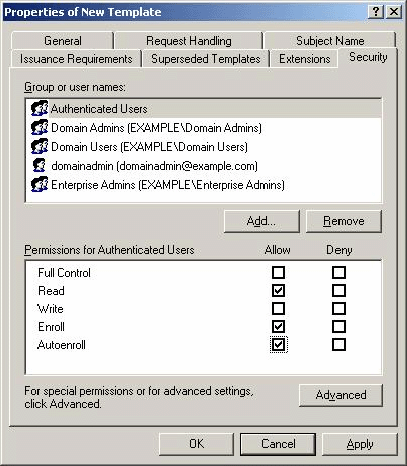 Properties of New Template
General Request Handling Subject Name
Issuance Requirements Superseded Templates Extensions Security
Group or user names:
Authenticated Users
Domain Admins (EXAMPLE\Domain Admins)
Domain Users (EXAMPLE\Domain Users)
domainadmin (domainadmin@example.com)
Enterprise Admins (EXAMPLE\Enterprise Admins)
Add... Remove
Permissions for Authenticated Users Allow Deny
Full Control
Read
Write
Enroll
Autoenroll
For special permissions or for advanced settings,
click Advanced.
Advanced
OK Cancel Apply